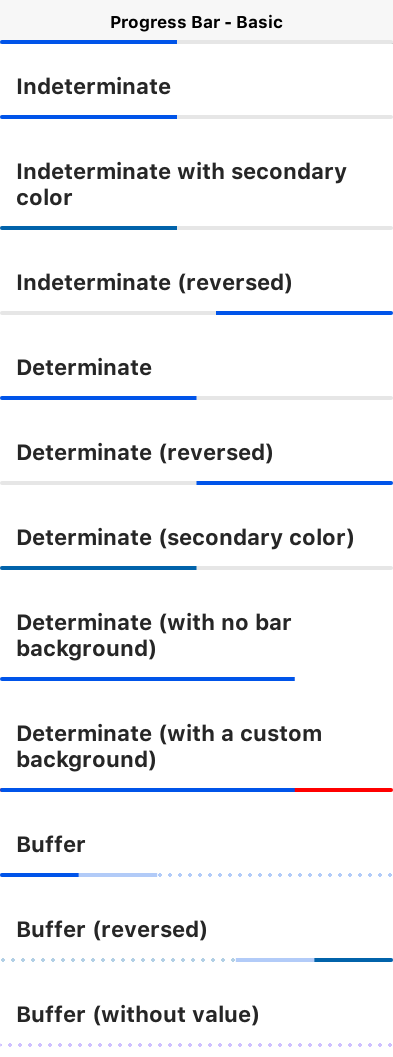 Progress Bar - Basic
Indeterminate
Indeterminate with secondary
color
Indeterminate (reversed)
Determinate
Determinate (reversed)
Determinate (secondary color)
Determinate (with no bar
background)
Determinate (with a custom
background)
Buffer
Buffer (reversed)
Buffer (without value)